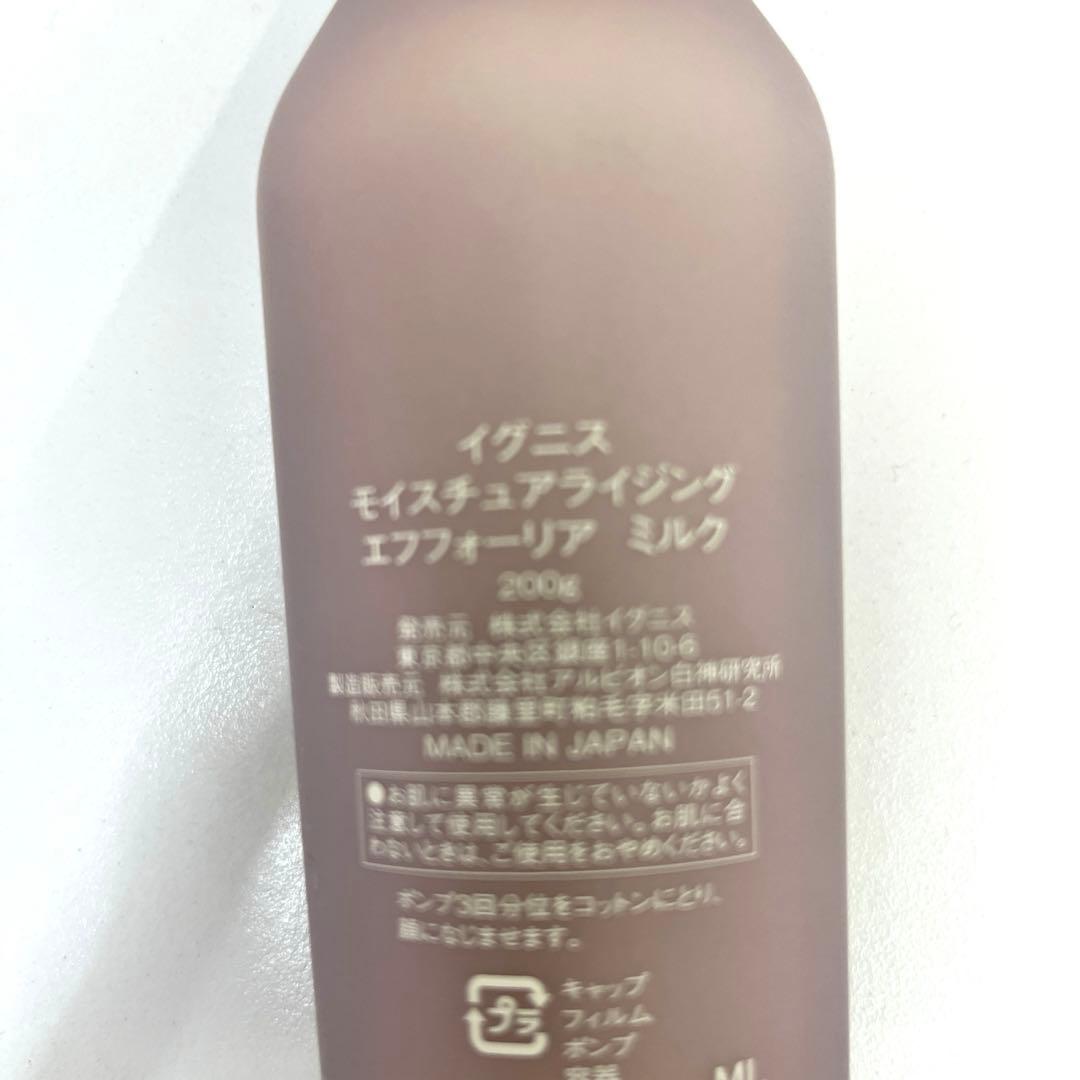 イグニス
モイスチュアライジング
エフフォーリア ミルク
200g
発売元 株式会社イグニス
東京都中央区銀座1-10-6
製造販売元 株式会社アルビオン白神研究所
秋田県山本郡藤里町粕毛字米田51-2
MADE IN JAPAN
●お肌に異常が生じていないかよく
注意して使用してください。お肌に合
わないときは、ご使用をおやめください。
ポンプ3回分位をコットンにとり、
顔になじませます。
プラ
キャップ
フィルム
ポンプ
容器